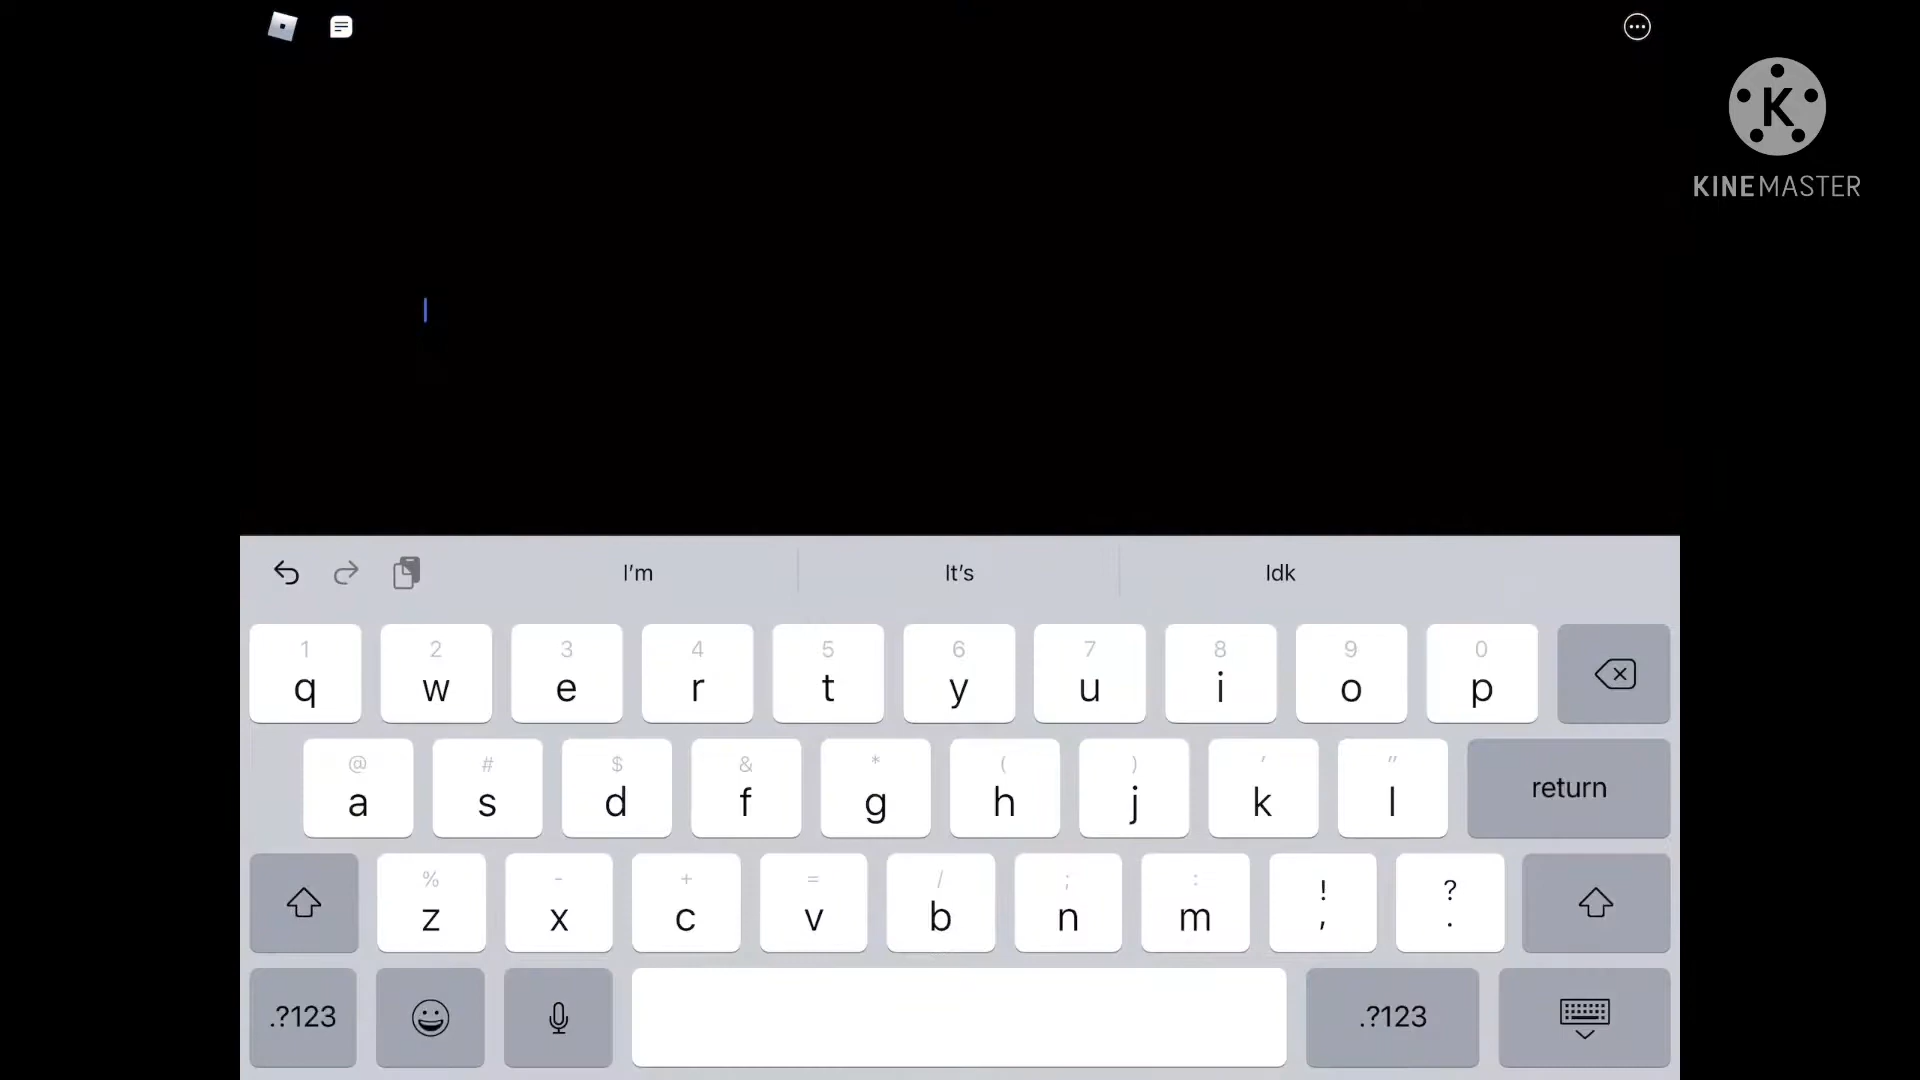 K
KINEMASTER
I'm It's Idk
1 2 3 4 5 6 7 8 9 0
q w e r t y u i o p
@ # $ & * ( ) ' "
a s d f g h j k l return
% - + = / ; : ! ?
z x c v b n m , .
.?123 .?123